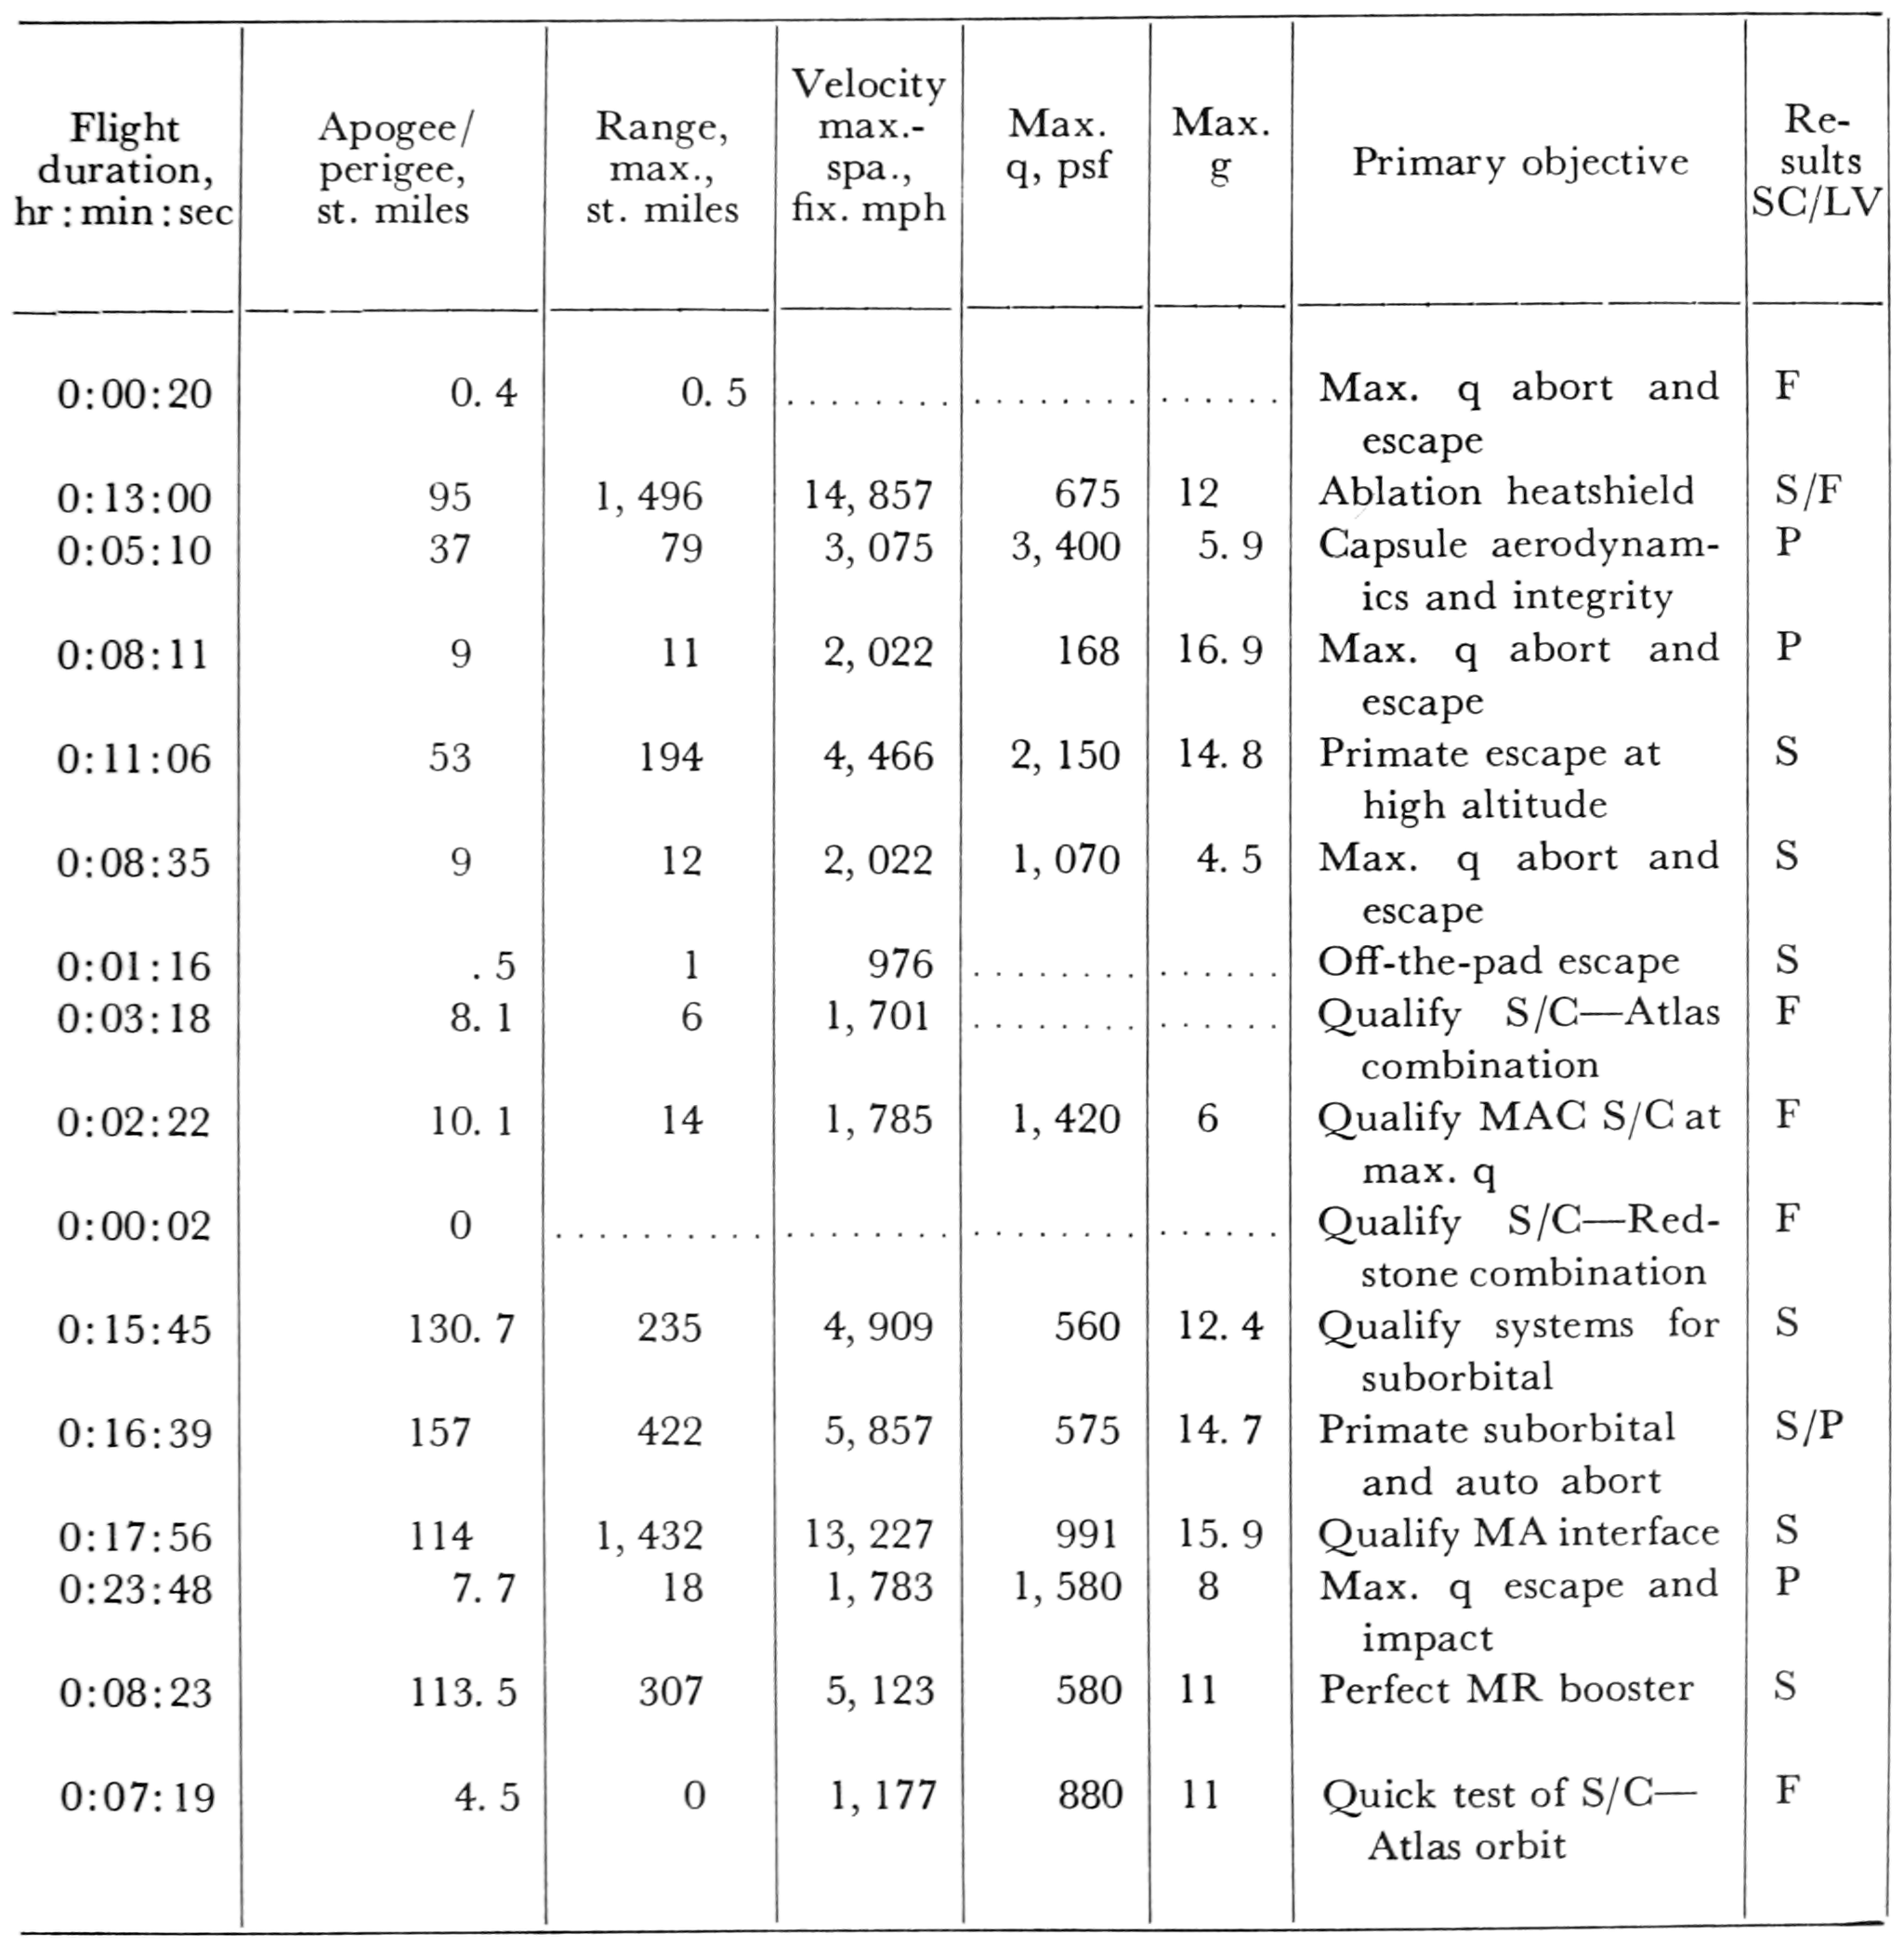 Flight duration, hr:min:sec | Apogee/ perigee, st. miles | Range, max., st. miles | Velocity max.- spa., fix. mph | Max. q, psf | Max. g | Primary objective | Re- sults SC/LV
0:00:20 0.4 0.5 ........ ........ ...... Max. q abort and F
escape
0:13:00 95 1,496 14,857 675 12 Ablation heatshield S/F
0:05:10 37 79 3,075 3,400 5.9 Capsule aerodynam- P
ics and integrity
0:08:11 9 11 2,022 168 16.9 Max. q abort and P
escape
0:11:06 53 194 4,466 2,150 14.8 Primate escape at S
high altitude
0:08:35 9 12 2,022 1,070 4.5 Max. q abort and S
escape
0:01:16 .5 1 976 ........ ...... Off-the-pad escape S
0:03:18 8.1 6 1,701 ........ ...... Qualify S/C—Atlas F
combination
0:02:22 10.1 14 1,785 1,420 6 Qualify MAC S/C at F
max. q
0:00:02 0 .......... ........ ........ ...... Qualify S/C—Red- F
stone combination
0:15:45 130.7 235 4,909 560 12.4 Qualify systems for S
suborbital
0:16:39 157 422 5,857 575 14.7 Primate suborbital S/P
and auto abort
0:17:56 114 1,432 13,227 991 15.9 Qualify MA interface S
0:23:48 7.7 18 1,783 1,580 8 Max. q escape and P
impact
0:08:23 113.5 307 5,123 580 11 Perfect MR booster S
0:07:19 4.5 0 1,177 880 11 Quick test of S/C— F
Atlas orbit